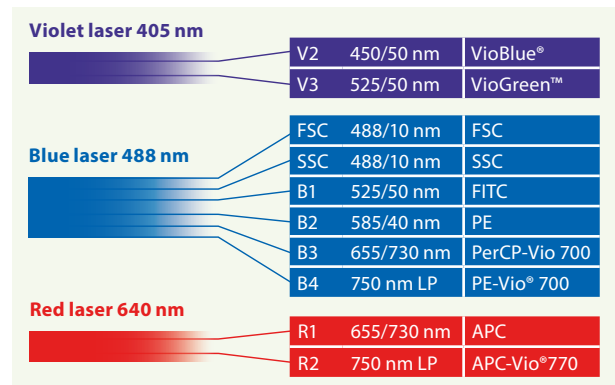 Violet laser 405 nm
V2 450/50 nm VioBlue®
V3 525/50 nm VioGreen™
FSC 488/10 nm FSC
Blue laser 488 nm
SSC 488/10 nm SSC
B1 525/50 nm FITC
B2 585/40 nm PE
B3 655/730 nm PerCP-Vio 700
B4 750 nm LP PE-Vio® 700
Red laser 640 nm
R1 655/730 nm APC
R2 750 nm LP APC-Vio®770